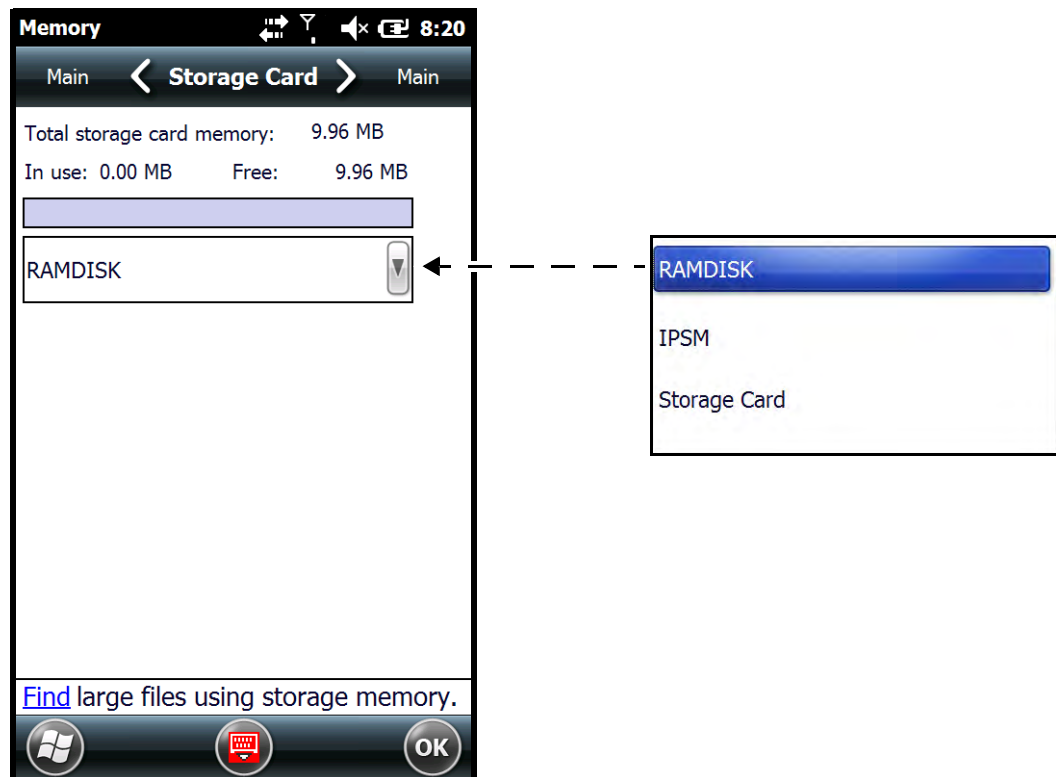 Memory 8:20
Main Storage Card Main
Total storage card memory: 9.96 MB
In use: 0.00 MB Free: 9.96 MB
RAMDISK
RAMDISK
IPSM
Storage Card
Find large files using storage memory.
OK